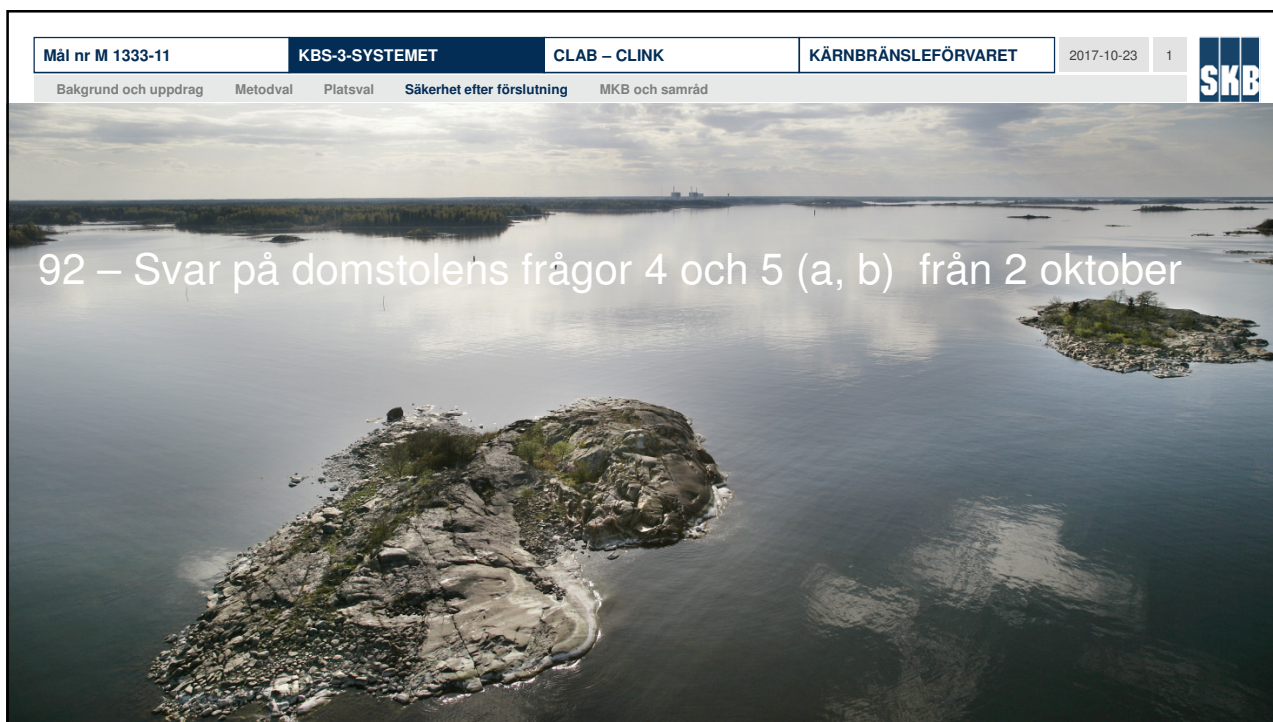 Mål nr M 1333-11 KBS-3-SYSTEMET CLAB – CLINK KÄRNBRÄNSLEFÖRVARET 2017-10-23 1
SKB
Bakgrund och uppdrag Metodval Platsval Säkerhet efter förslutning MKB och samråd
92 – Svar på domstolens frågor 4 och 5 (a, b) från 2 oktober